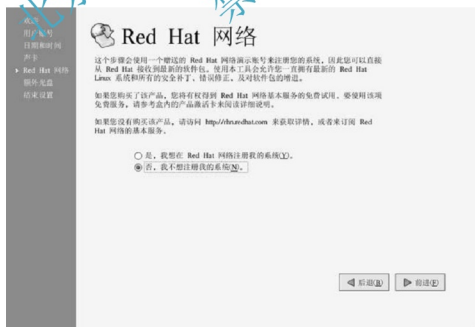 欢迎
用户帐号
日期和时间
声卡
Red Hat 网络
额外光盘
结束设置
Red Hat 网络
这个步骤会使用一个赠送的 Red Hat 网络演示账号来注册您的系统，因此您可以直接
从 Red Hat 接收到最新的软件包。使用本工具会允许您一直拥有最新的 Red Hat
Linux 系统和所有的安全补丁、错误修正、及对软件包的增进。
如果您购买了该产品，您将有权得到 Red Hat 网络基本服务的免费试用。要使用该项
免费服务，请参考盒内的产品激活卡来阅读详细说明。
如果您没有购买该产品，请访问 http://rhn.redhat.com 来获取详情，或者来订阅 Red
Hat 网络的基本服务。
是，我想在 Red Hat 网络注册我的系统(Y)。
否，我不想注册我的系统(N)。
后退(B)
前进(F)